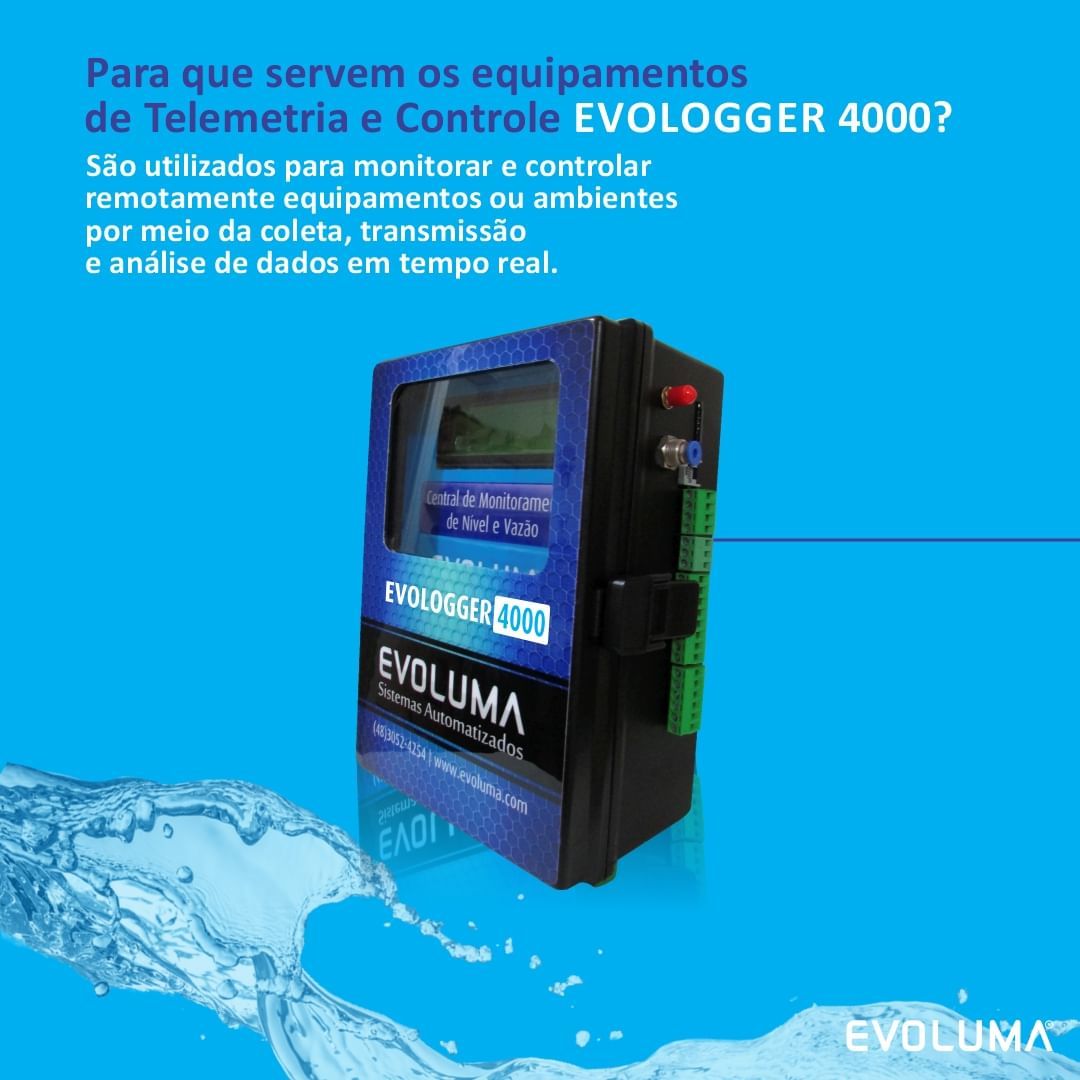 Para que servem os equipamentos
de Telemetria e Controle EVOLOGGER 4000?
São utilizados para monitorar e controlar
remotamente equipamentos ou ambientes
por meio da coleta, transmissão
e análise de dados em tempo real.
Central de Monitorame
de Nível e Vazão
EVOLUMA
EVOLOGGER 4000
EVOLUMA
Sistemas Automatizados
(48)3052-4254 | www.evoluma.com
EVOLUMA®